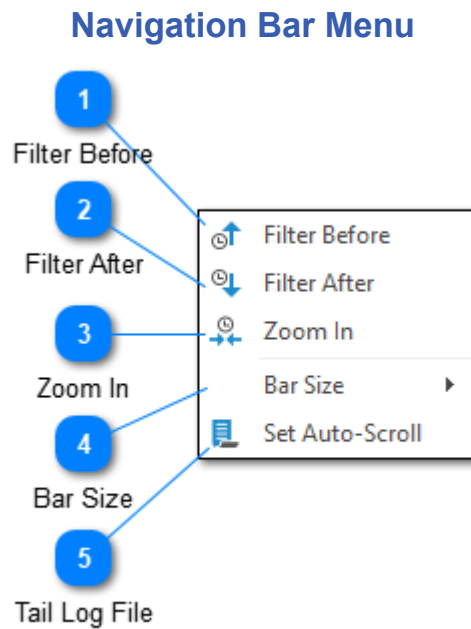 Navigation Bar Menu
1
Filter Before
2
Filter After
3
Zoom In
4
Bar Size
5
Tail Log File
Filter Before
Filter After
Zoom In
Bar Size
Set Auto-Scroll